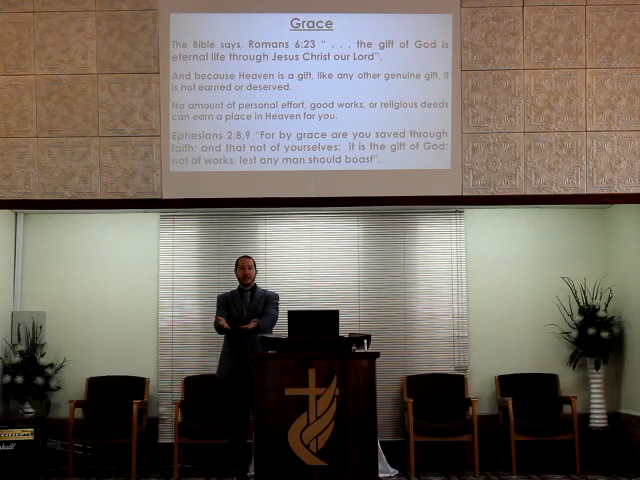 Grace
The Bible says, Romans 6:23 " . . . the gift of God is
eternal life through Jesus Christ our Lord".
And because Heaven is a gift, like any other genuine gift, it
is not earned or deserved.
No amount of personal effort, good works, or religious deeds
can earn a place in Heaven for you.
Ephesians 2:8,9 "For by grace are you saved through
faith; and that not of yourselves: it is the gift of God:
not of works, lest any man should boast".
Marshall